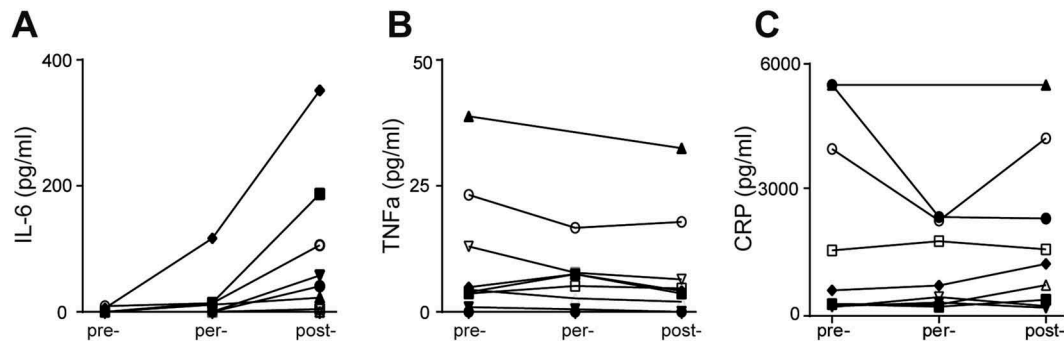 A
IL-6 (pg/ml)
400
200
0
pre-
per-
post-
B
TNFa (pg/ml)
50
25
0
pre-
per-
post-
C
CRP (pg/ml)
6000
3000
0
pre-
per-
post-